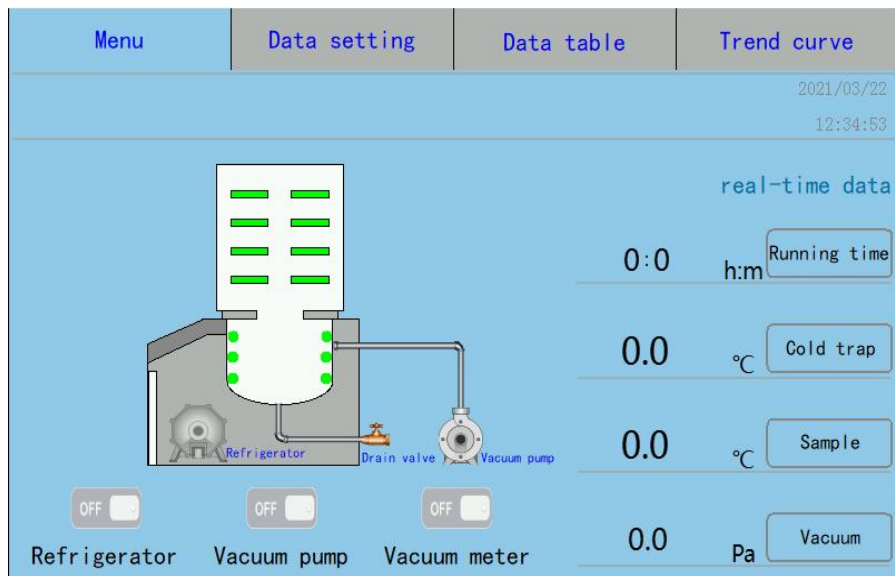 Menu Data setting Data table Trend curve
2021/03/22
12:34:53
real-time data
0:0 h:m Running time
0.0 ℃ Cold trap
0.0 ℃ Sample
0.0 Pa Vacuum
Refrigerator Drain valve Vacuum pump
OFF OFF OFF
Refrigerator Vacuum pump Vacuum meter